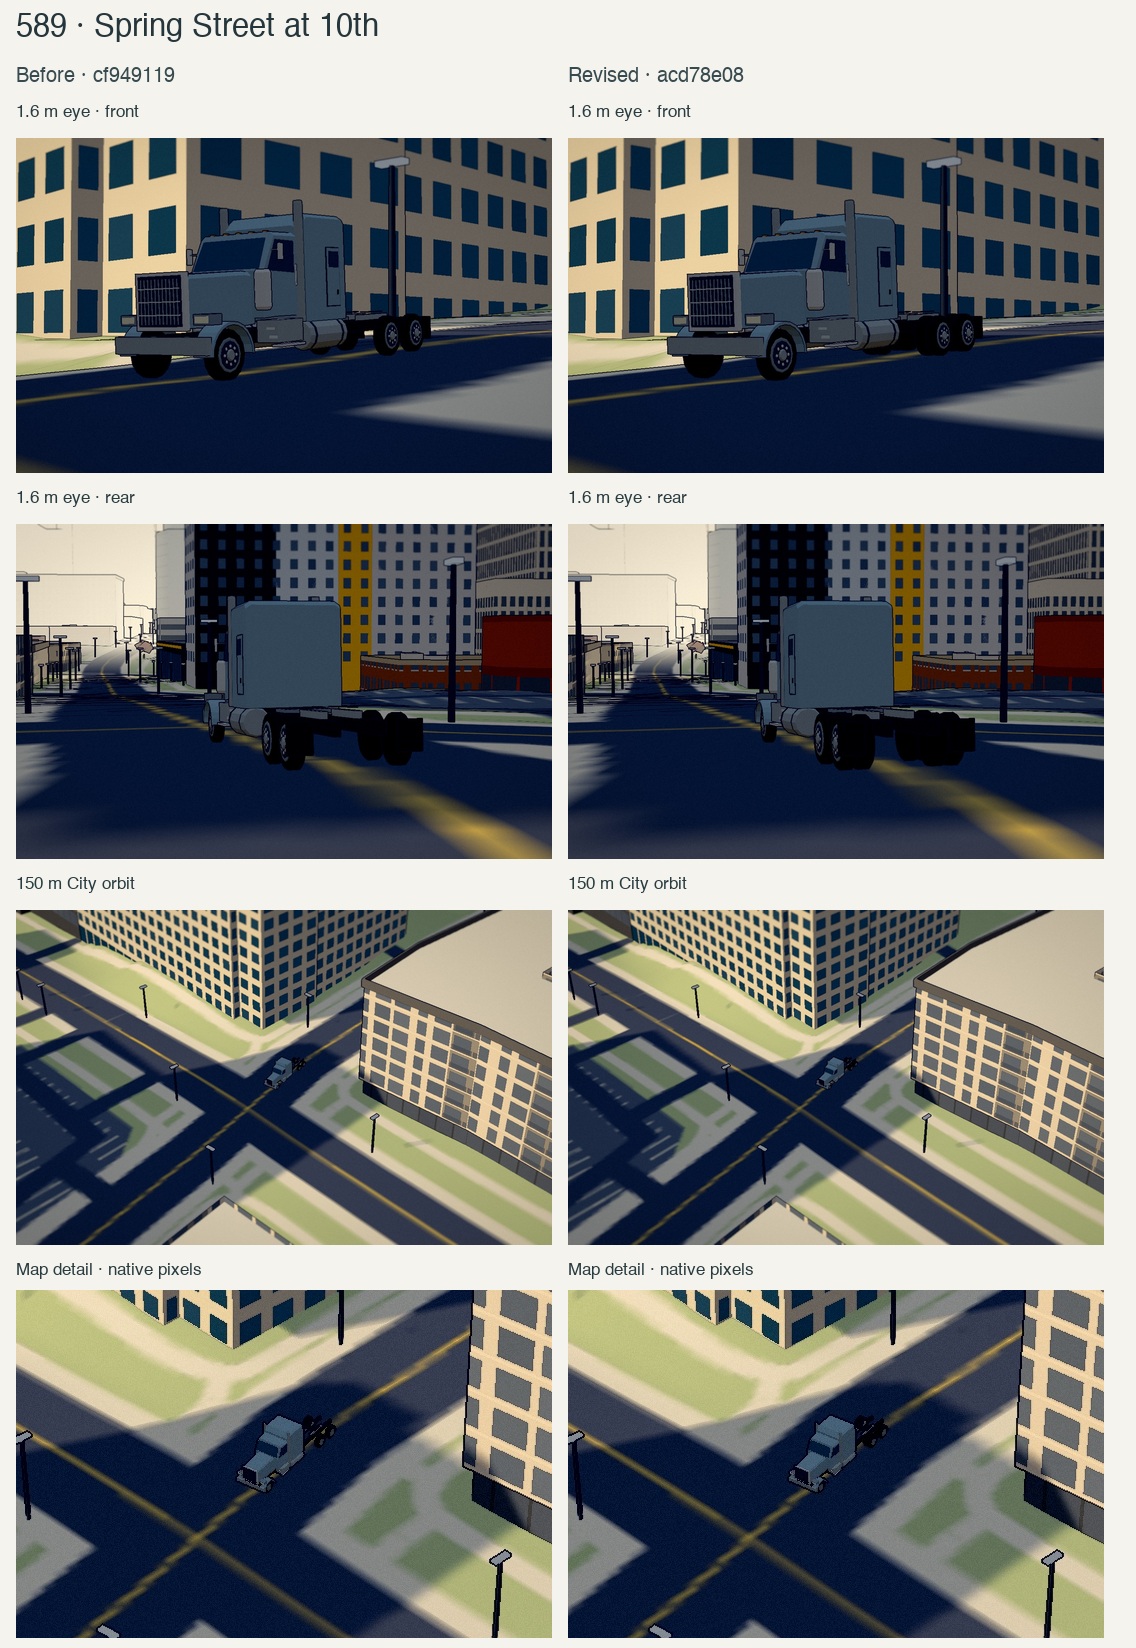 589 · Spring Street at 10th
Before · cf949119
Revised · acd78e08
1.6 m eye · front
1.6 m eye · front
1.6 m eye · rear
1.6 m eye · rear
150 m City orbit
150 m City orbit
Map detail · native pixels
Map detail · native pixels